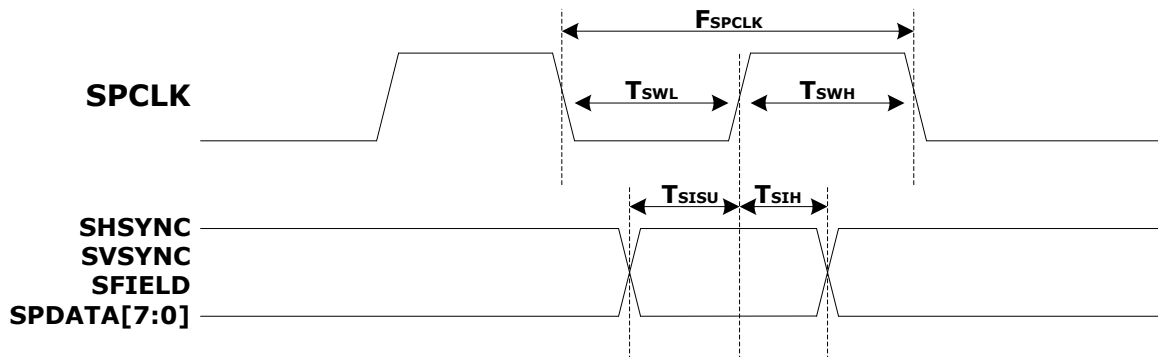 FSPCLK
SPCLK
TSWL
TSWH
TSISU
TSIH
SHSYNC
SVSYNC
SFIELD
SPDATA[7:0]